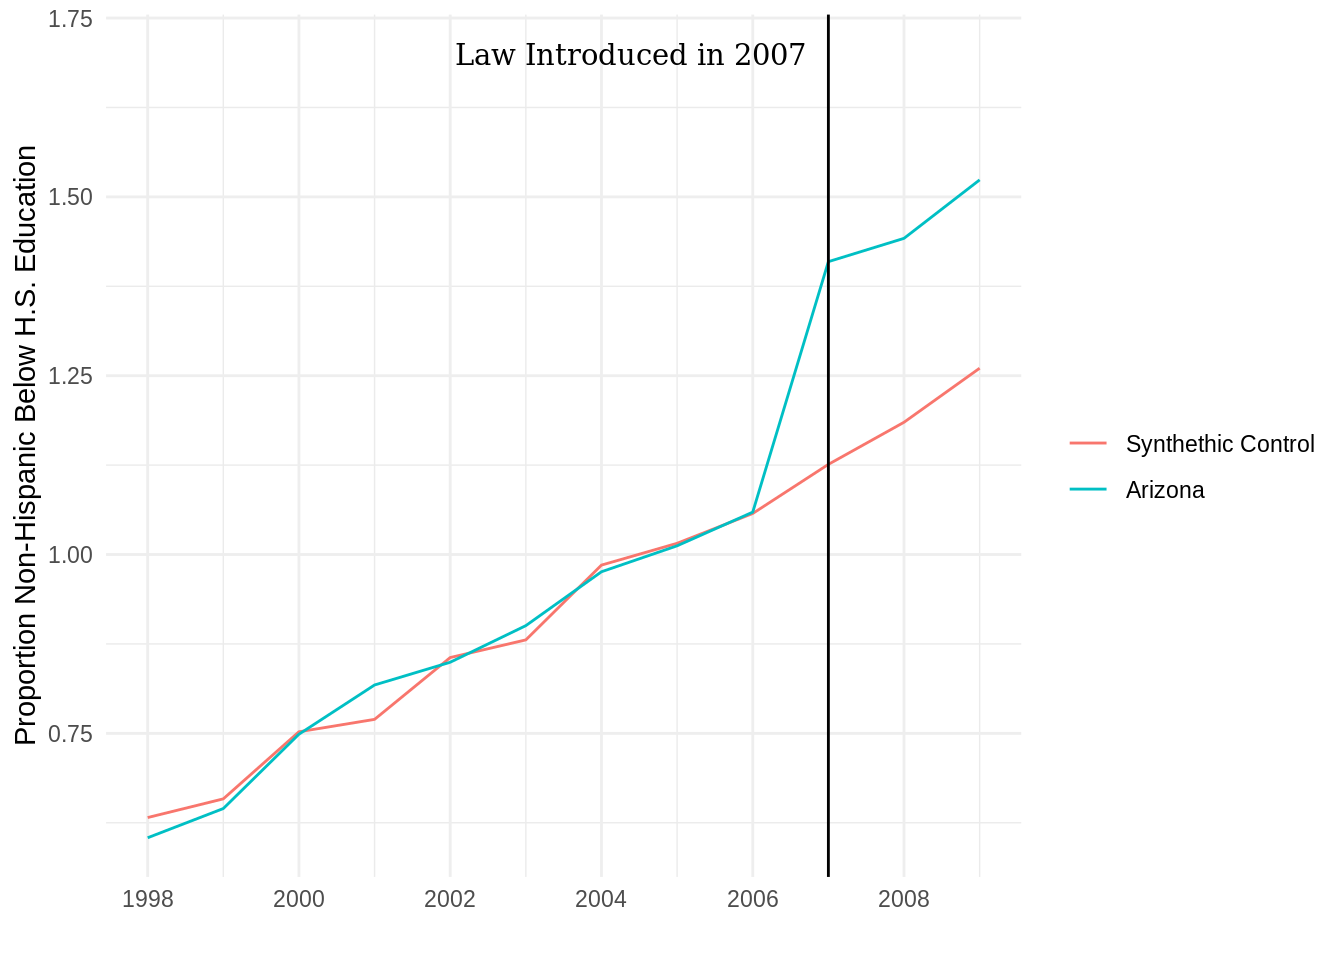 1.75
Law Introduced in 2007
1.50
1.25
1.00
0.75
Proportion Non-Hispanic Below H.S. Education
1998 2000 2002 2004 2006 2008
Synthethic Control
Arizona